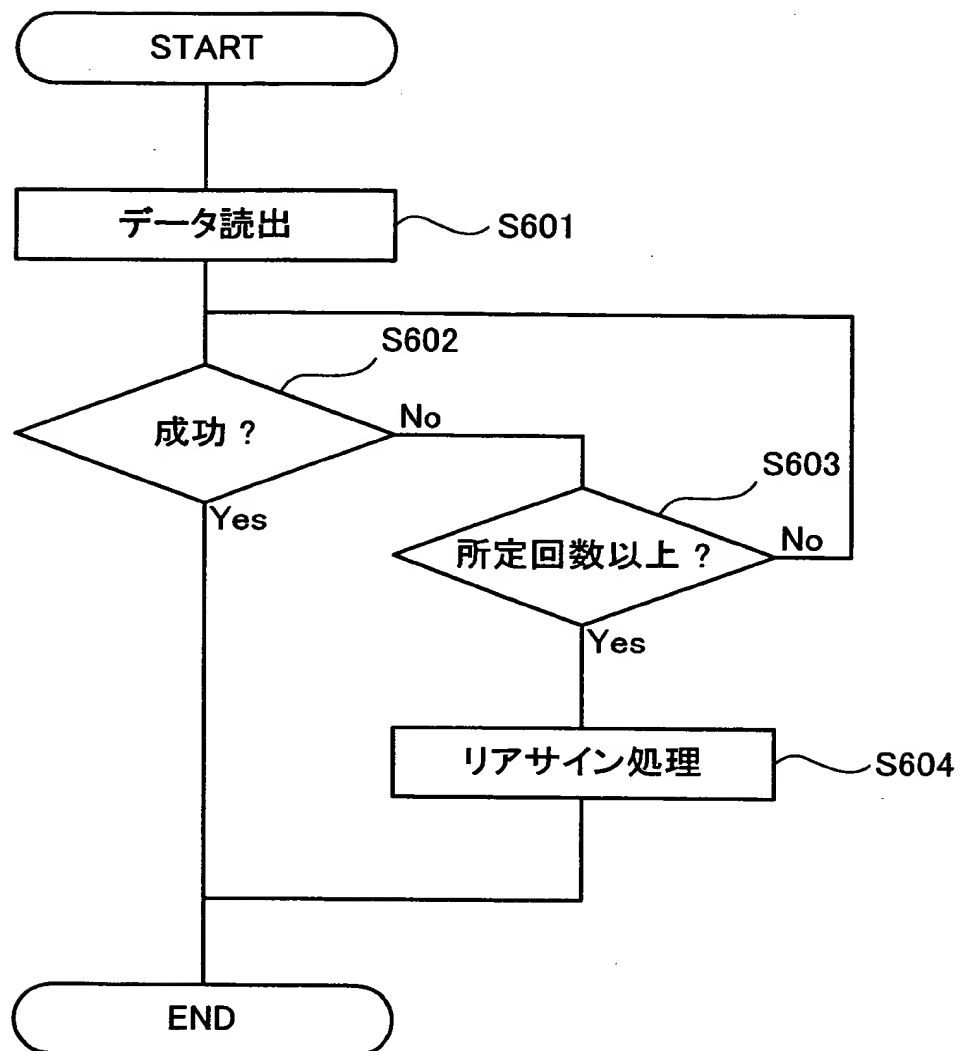 START
データ読出
S601
S602
成功?
No
Yes
S603
所定回数以上?
No
Yes
リアサイン処理
S604
END